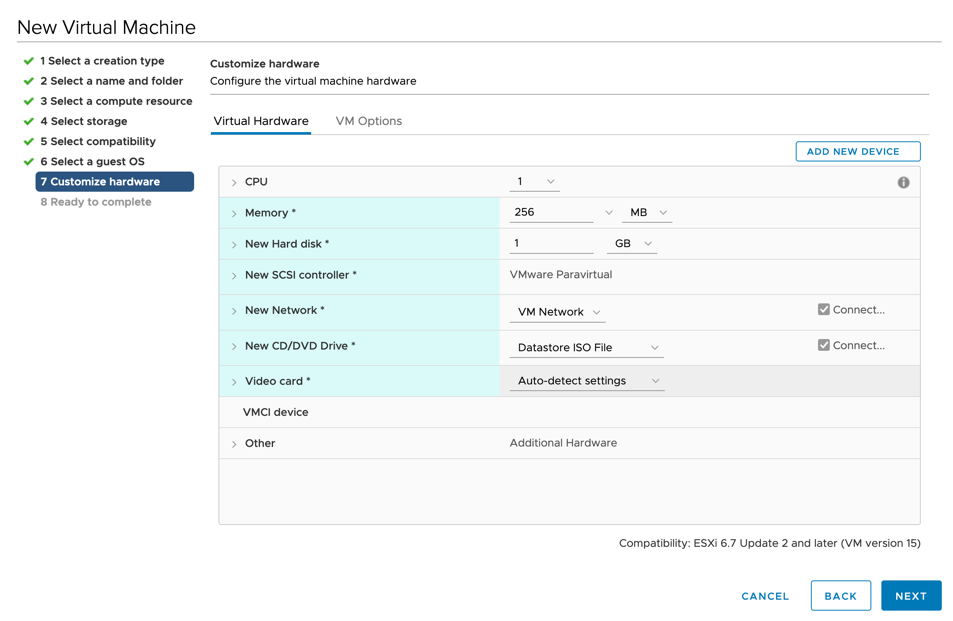 New Virtual Machine
1 Select a creation type
2 Select a name and folder
3 Select a compute resource
4 Select storage
5 Select compatibility
6 Select a guest OS
7 Customize hardware
8 Ready to complete
Customize hardware
Configure the virtual machine hardware
Virtual Hardware VM Options
ADD NEW DEVICE
CPU 1
Memory * 256 MB
New Hard disk * 1 GB
New SCSI controller * VMware Paravirtual
New Network * VM Network Connect...
New CD/DVD Drive * Datastore ISO File Connect...
Video card * Auto-detect settings
VMCI device
Other Additional Hardware
Compatibility: ESXi 6.7 Update 2 and later (VM version 15)
CANCEL BACK NEXT